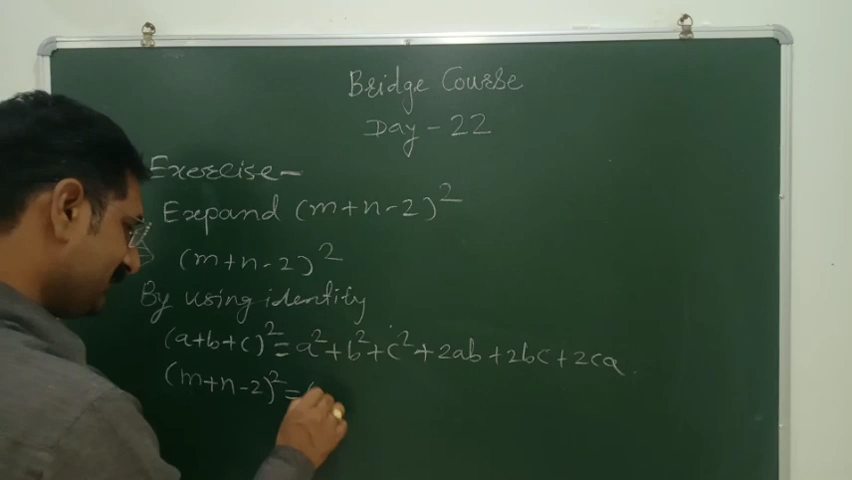 Bridge Course
Day - 22
Exercise -
Expand (m+n-2)²
(m+n-2)²
By using identity
(a+b+c)² = a² + b² + c² + 2ab + 2bc + 2ca
(m+n-2)² = (